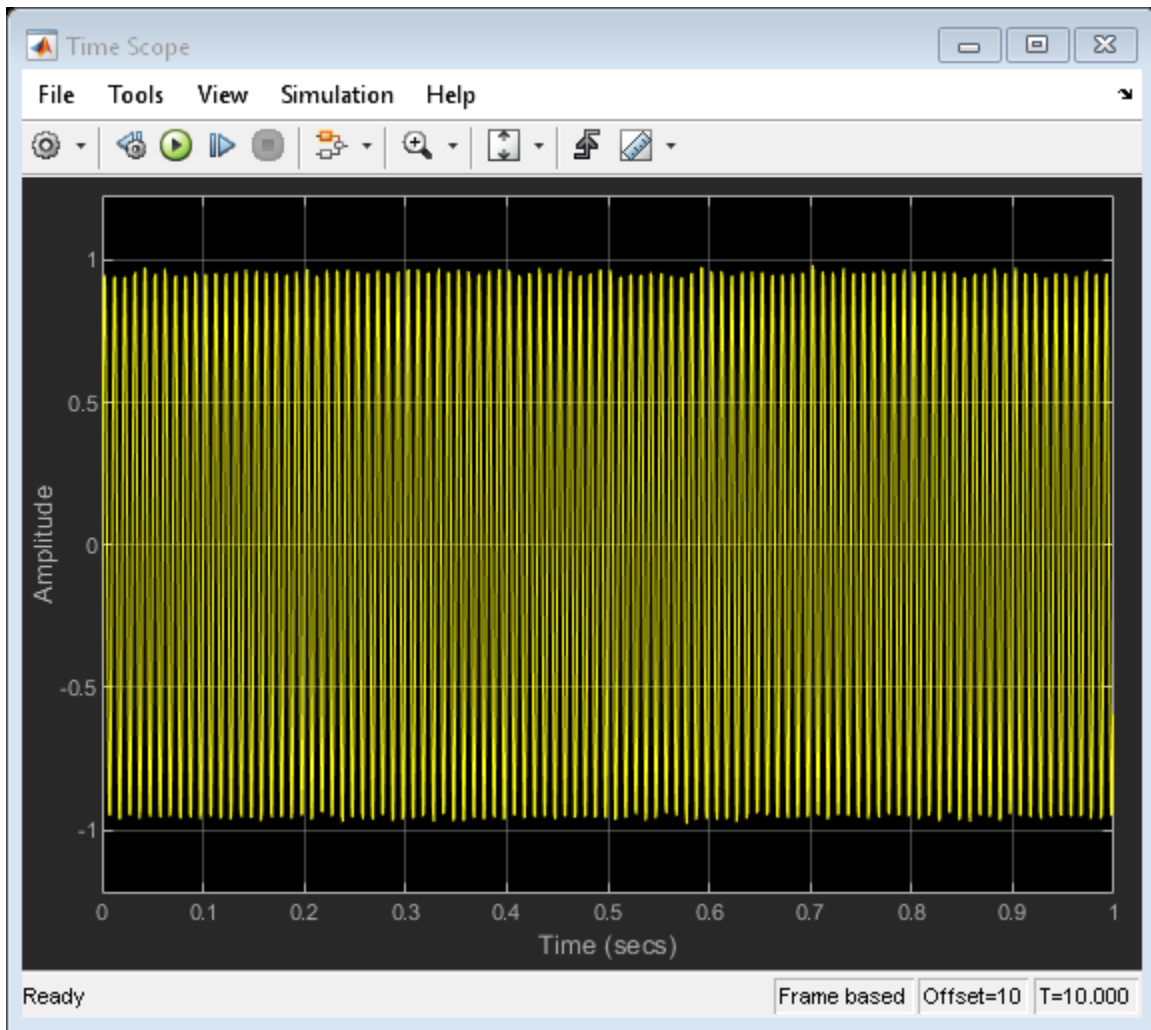 Time Scope
File Tools View Simulation Help
1
0.5
0
-0.5
-1
Amplitude
0 0.1 0.2 0.3 0.4 0.5 0.6 0.7 0.8 0.9 1
Time (secs)
Ready Frame based Offset=10 T=10.000